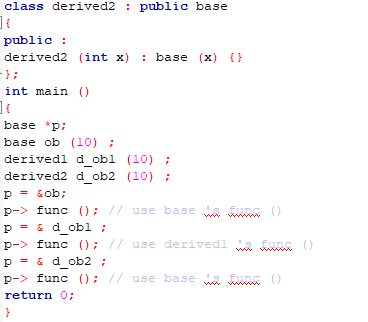 class derived2 : public base
{
public :
derived2 (int x) : base (x) {}
};
int main ()
{
base *p;
base ob (10) ;
derived1 d_ob1 (10) ;
derived2 d_ob2 (10) ;
p = &ob;
p-> func (); // use base 's func ()
p = & d_ob1 ;
p-> func (); // use derived1 's func ()
p = & d_ob2 ;
p-> func (); // use base 's func ()
return 0;
}